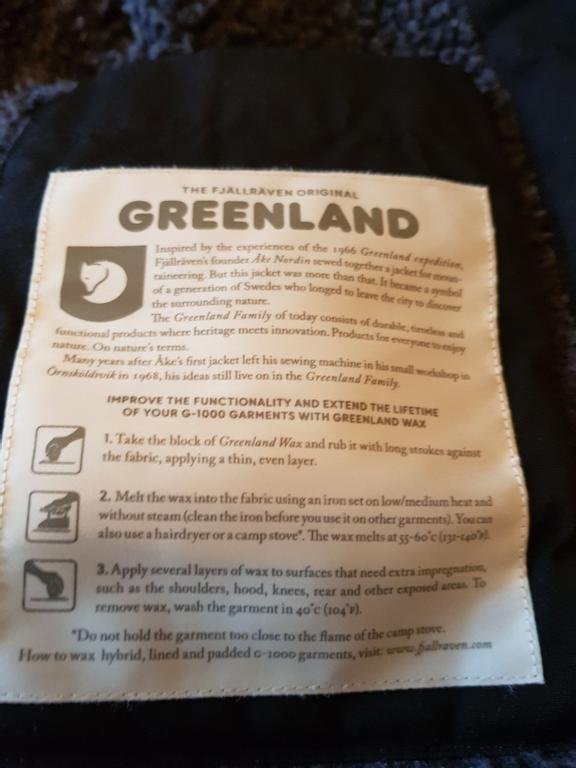 THE FJÄLLRÄVEN ORIGINAL
GREENLAND
Inspired by the experiences of the 1966 Greenland expedition,
Fjällräven's founder Åke Nordin sewed together a jacket for moun-
taineering. But this jacket was more than that. It became a symbol
of a generation of Swedes who longed to leave the city to discover
the surrounding nature.
The Greenland Family of today consists of durable, timeless and
functional products where heritage meets innovation. Products for everyone to enjoy
nature. On nature's terms.
Many years after Åke's first jacket left his sewing machine in his small workshop in
Örnsköldsvik in 1968, his ideas still live on in the Greenland Family.
IMPROVE THE FUNCTIONALITY AND EXTEND THE LIFETIME
OF YOUR G-1000 GARMENTS WITH GREENLAND WAX
1. Take the block of Greenland Wax and rub it with long strokes against
the fabric, applying a thin, even layer.
2. Melt the wax into the fabric using an iron set on low/medium heat and
without steam (clean the iron before you use it on other garments). You can
also use a hairdryer or a camp stove*. The wax melts at 55-60°C (131-140°F).
3. Apply several layers of wax to surfaces that need extra impregnation,
such as the shoulders, hood, knees, rear and other exposed areas. To
remove wax, wash the garment in 40°C (104°F).
*Do not hold the garment too close to the flame of the camp stove.
How to wax hybrid, lined and padded G-1000 garments, visit: www.fjallraven.com